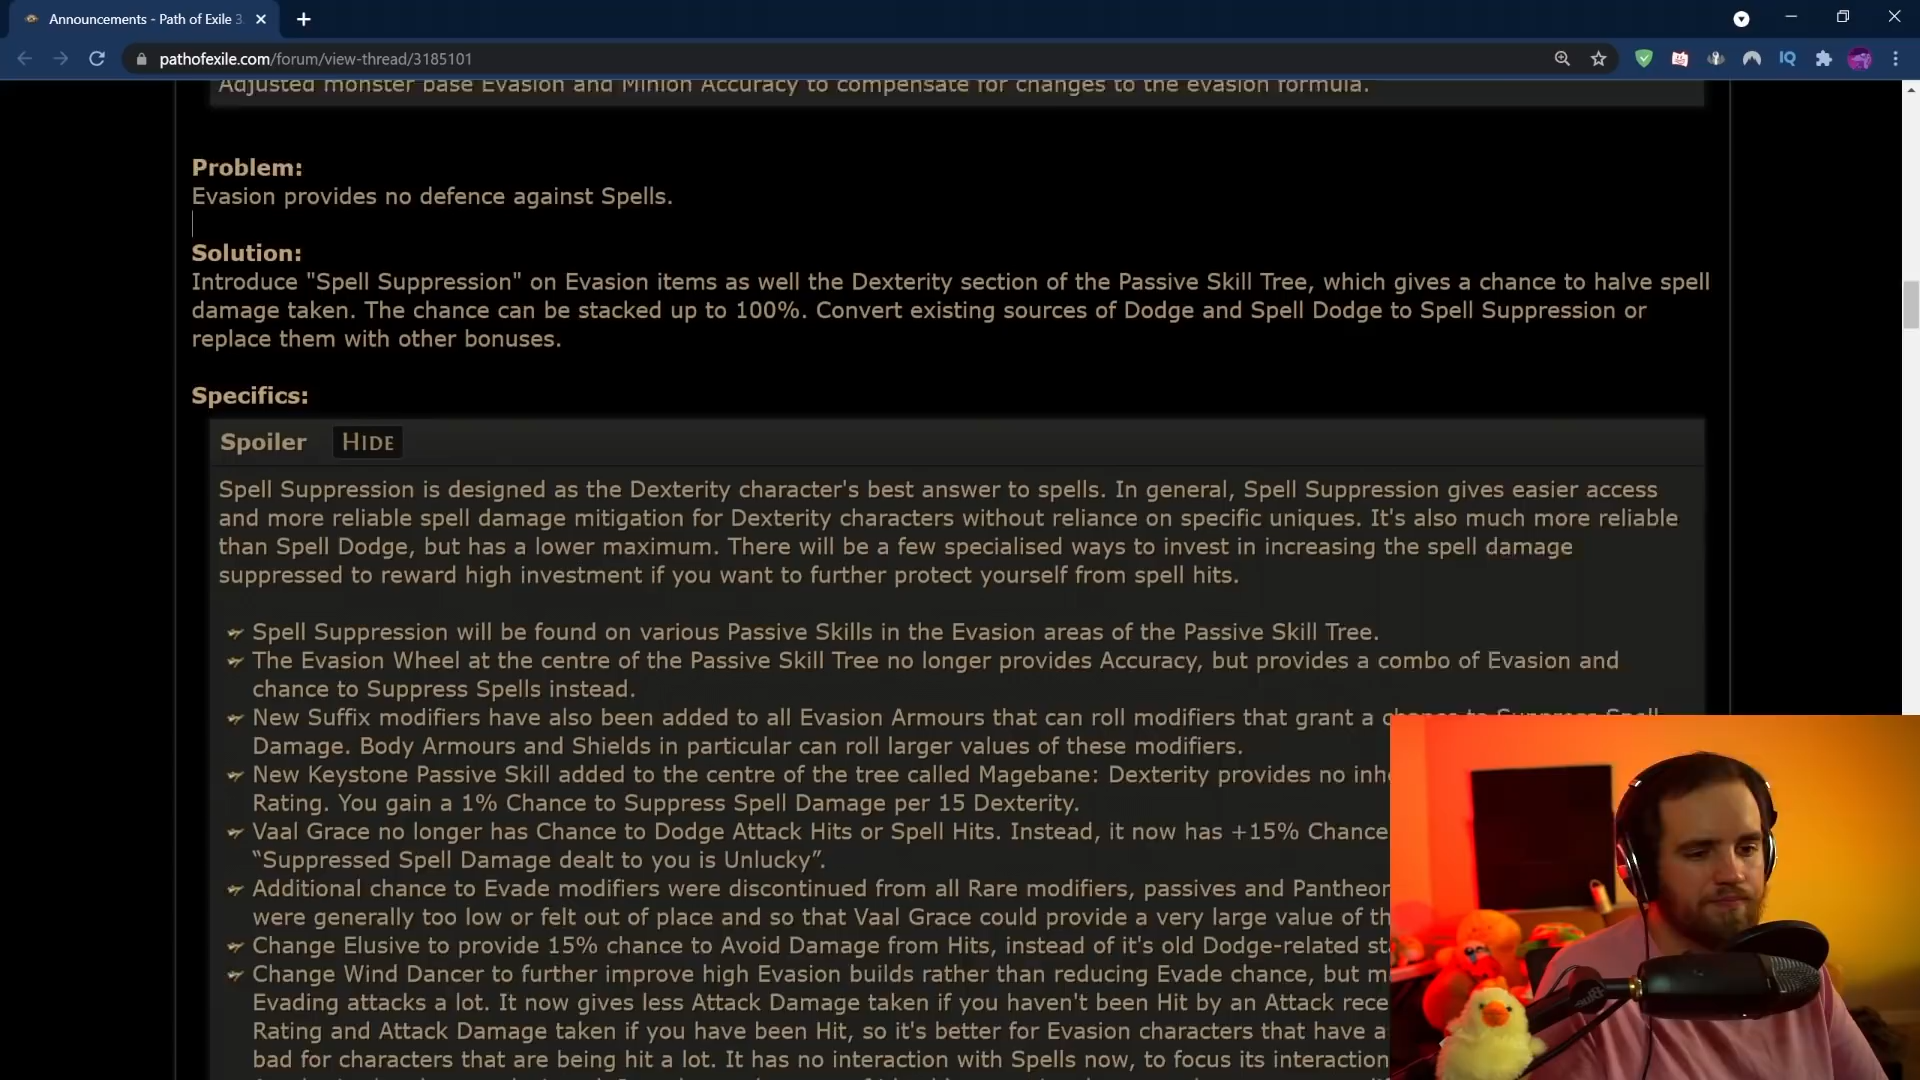 Announcements - Path of Exile 3
pathofexile.com/forum/view-thread/3185101
IQ
Adjusted monster base Evasion and Minion Accuracy to compensate for changes to the evasion formula.
Problem:
Evasion provides no defence against Spells.
Solution:
Introduce "Spell Suppression" on Evasion items as well the Dexterity section of the Passive Skill Tree, which gives a chance to halve spell
damage taken. The chance can be stacked up to 100%. Convert existing sources of Dodge and Spell Dodge to Spell Suppression or
replace them with other bonuses.
Specifics:
Spoiler HIDE
Spell Suppression is designed as the Dexterity character's best answer to spells. In general, Spell Suppression gives easier access
and more reliable spell damage mitigation for Dexterity characters without reliance on specific uniques. It's also much more reliable
than Spell Dodge, but has a lower maximum. There will be a few specialised ways to invest in increasing the spell damage
suppressed to reward high investment if you want to further protect yourself from spell hits.
Spell Suppression will be found on various Passive Skills in the Evasion areas of the Passive Skill Tree.
The Evasion Wheel at the centre of the Passive Skill Tree no longer provides Accuracy, but provides a combo of Evasion and
chance to Suppress Spells instead.
New Suffix modifiers have also been added to all Evasion Armours that can roll modifiers that grant a chance to Suppress Spell
Damage. Body Armours and Shields in particular can roll larger values of these modifiers.
New Keystone Passive Skill added to the centre of the tree called Magebane: Dexterity provides no
Rating. You gain a 1% Chance to Suppress Spell Damage per 15 Dexterity.
Vaal Grace no longer has Chance to Dodge Attack Hits or Spell Hits. Instead, it now has +15% Chance
“Suppressed Spell Damage dealt to you is Unlucky”.
Additional chance to Evade modifiers were discontinued from all Rare modifiers, passives and
were generally too low or felt out of place and so that Vaal Grace could provide a very large value of
Change Elusive to provide 15% chance to Avoid Damage from Hits, instead of it's old Dodge-related
Change Wind Dancer to further improve high Evasion builds rather than reducing Evade chance, but
Evading attacks a lot. It now gives less Attack Damage taken if you haven't been Hit by an Attack
Rating and Attack Damage taken if you have been Hit, so it's better for Evasion characters that have
bad for characters that are being hit a lot. It has no interaction with Spells now, to focus its interaction